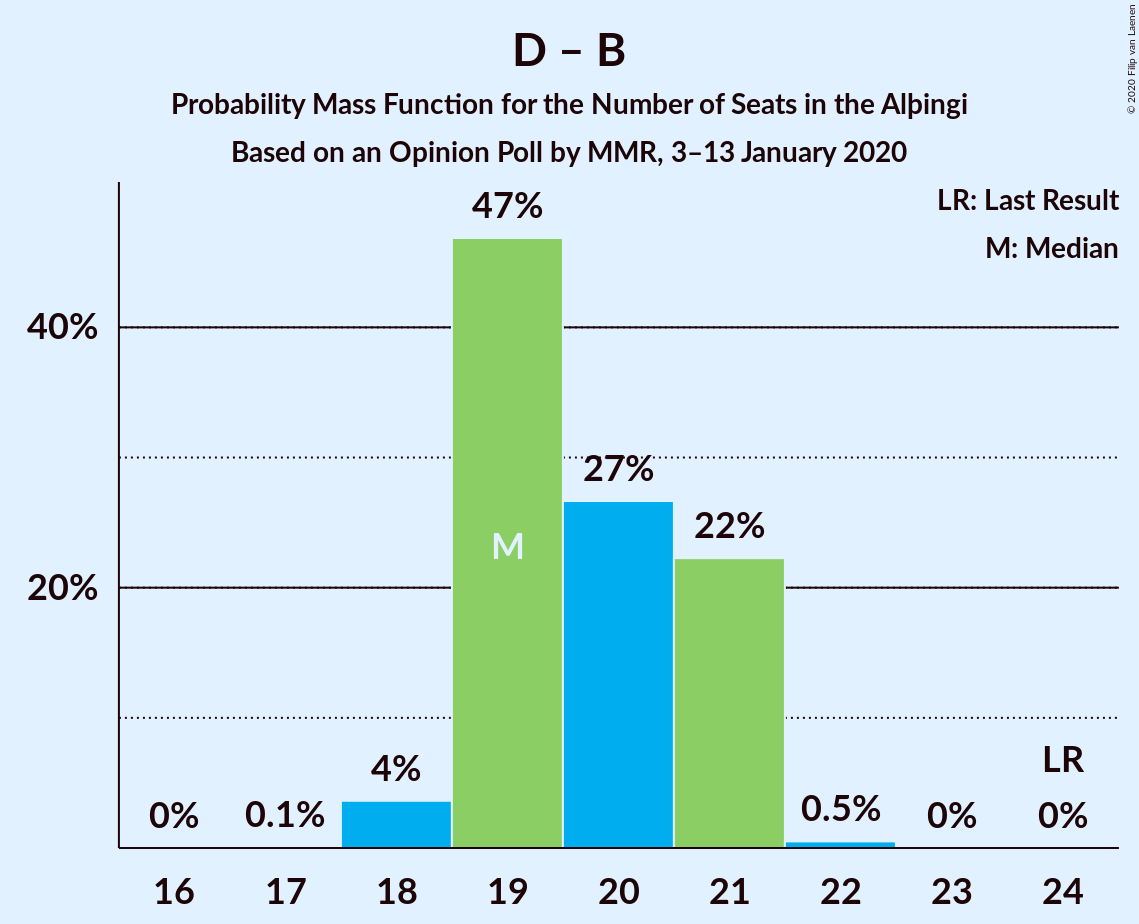 D – B
Probability Mass Function for the Number of Seats in the Alþingi
Based on an Opinion Poll by MMR, 3–13 January 2020
© 2020 Filip van Laenen
LR: Last Result
M: Median
40%
20%
0%
0.1%
4%
47%
M
27%
22%
0.5%
0%
LR
0%
16
17
18
19
20
21
22
23
24